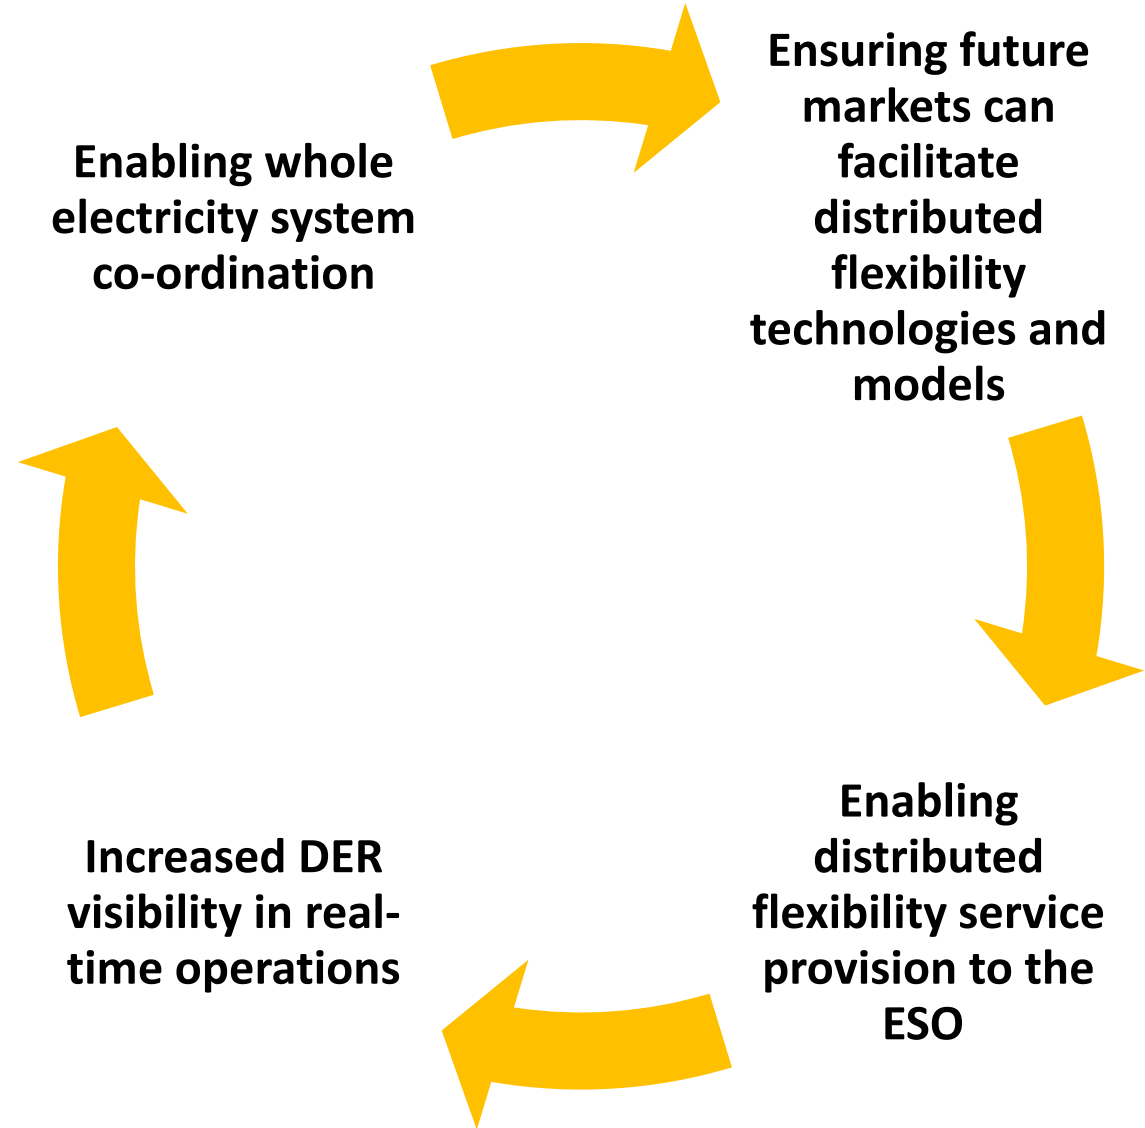 Enabling whole
electricity system
co-ordination
Ensuring future
markets can
facilitate
distributed
flexibility
technologies and
models
Enabling
distributed
flexibility service
provision to the
ESO
Increased DER
visibility in real-
time operations